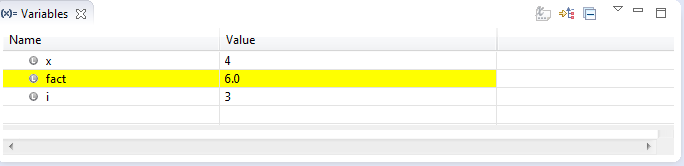 (x)= Variables
Name Value
x 4
fact 6.0
i 3